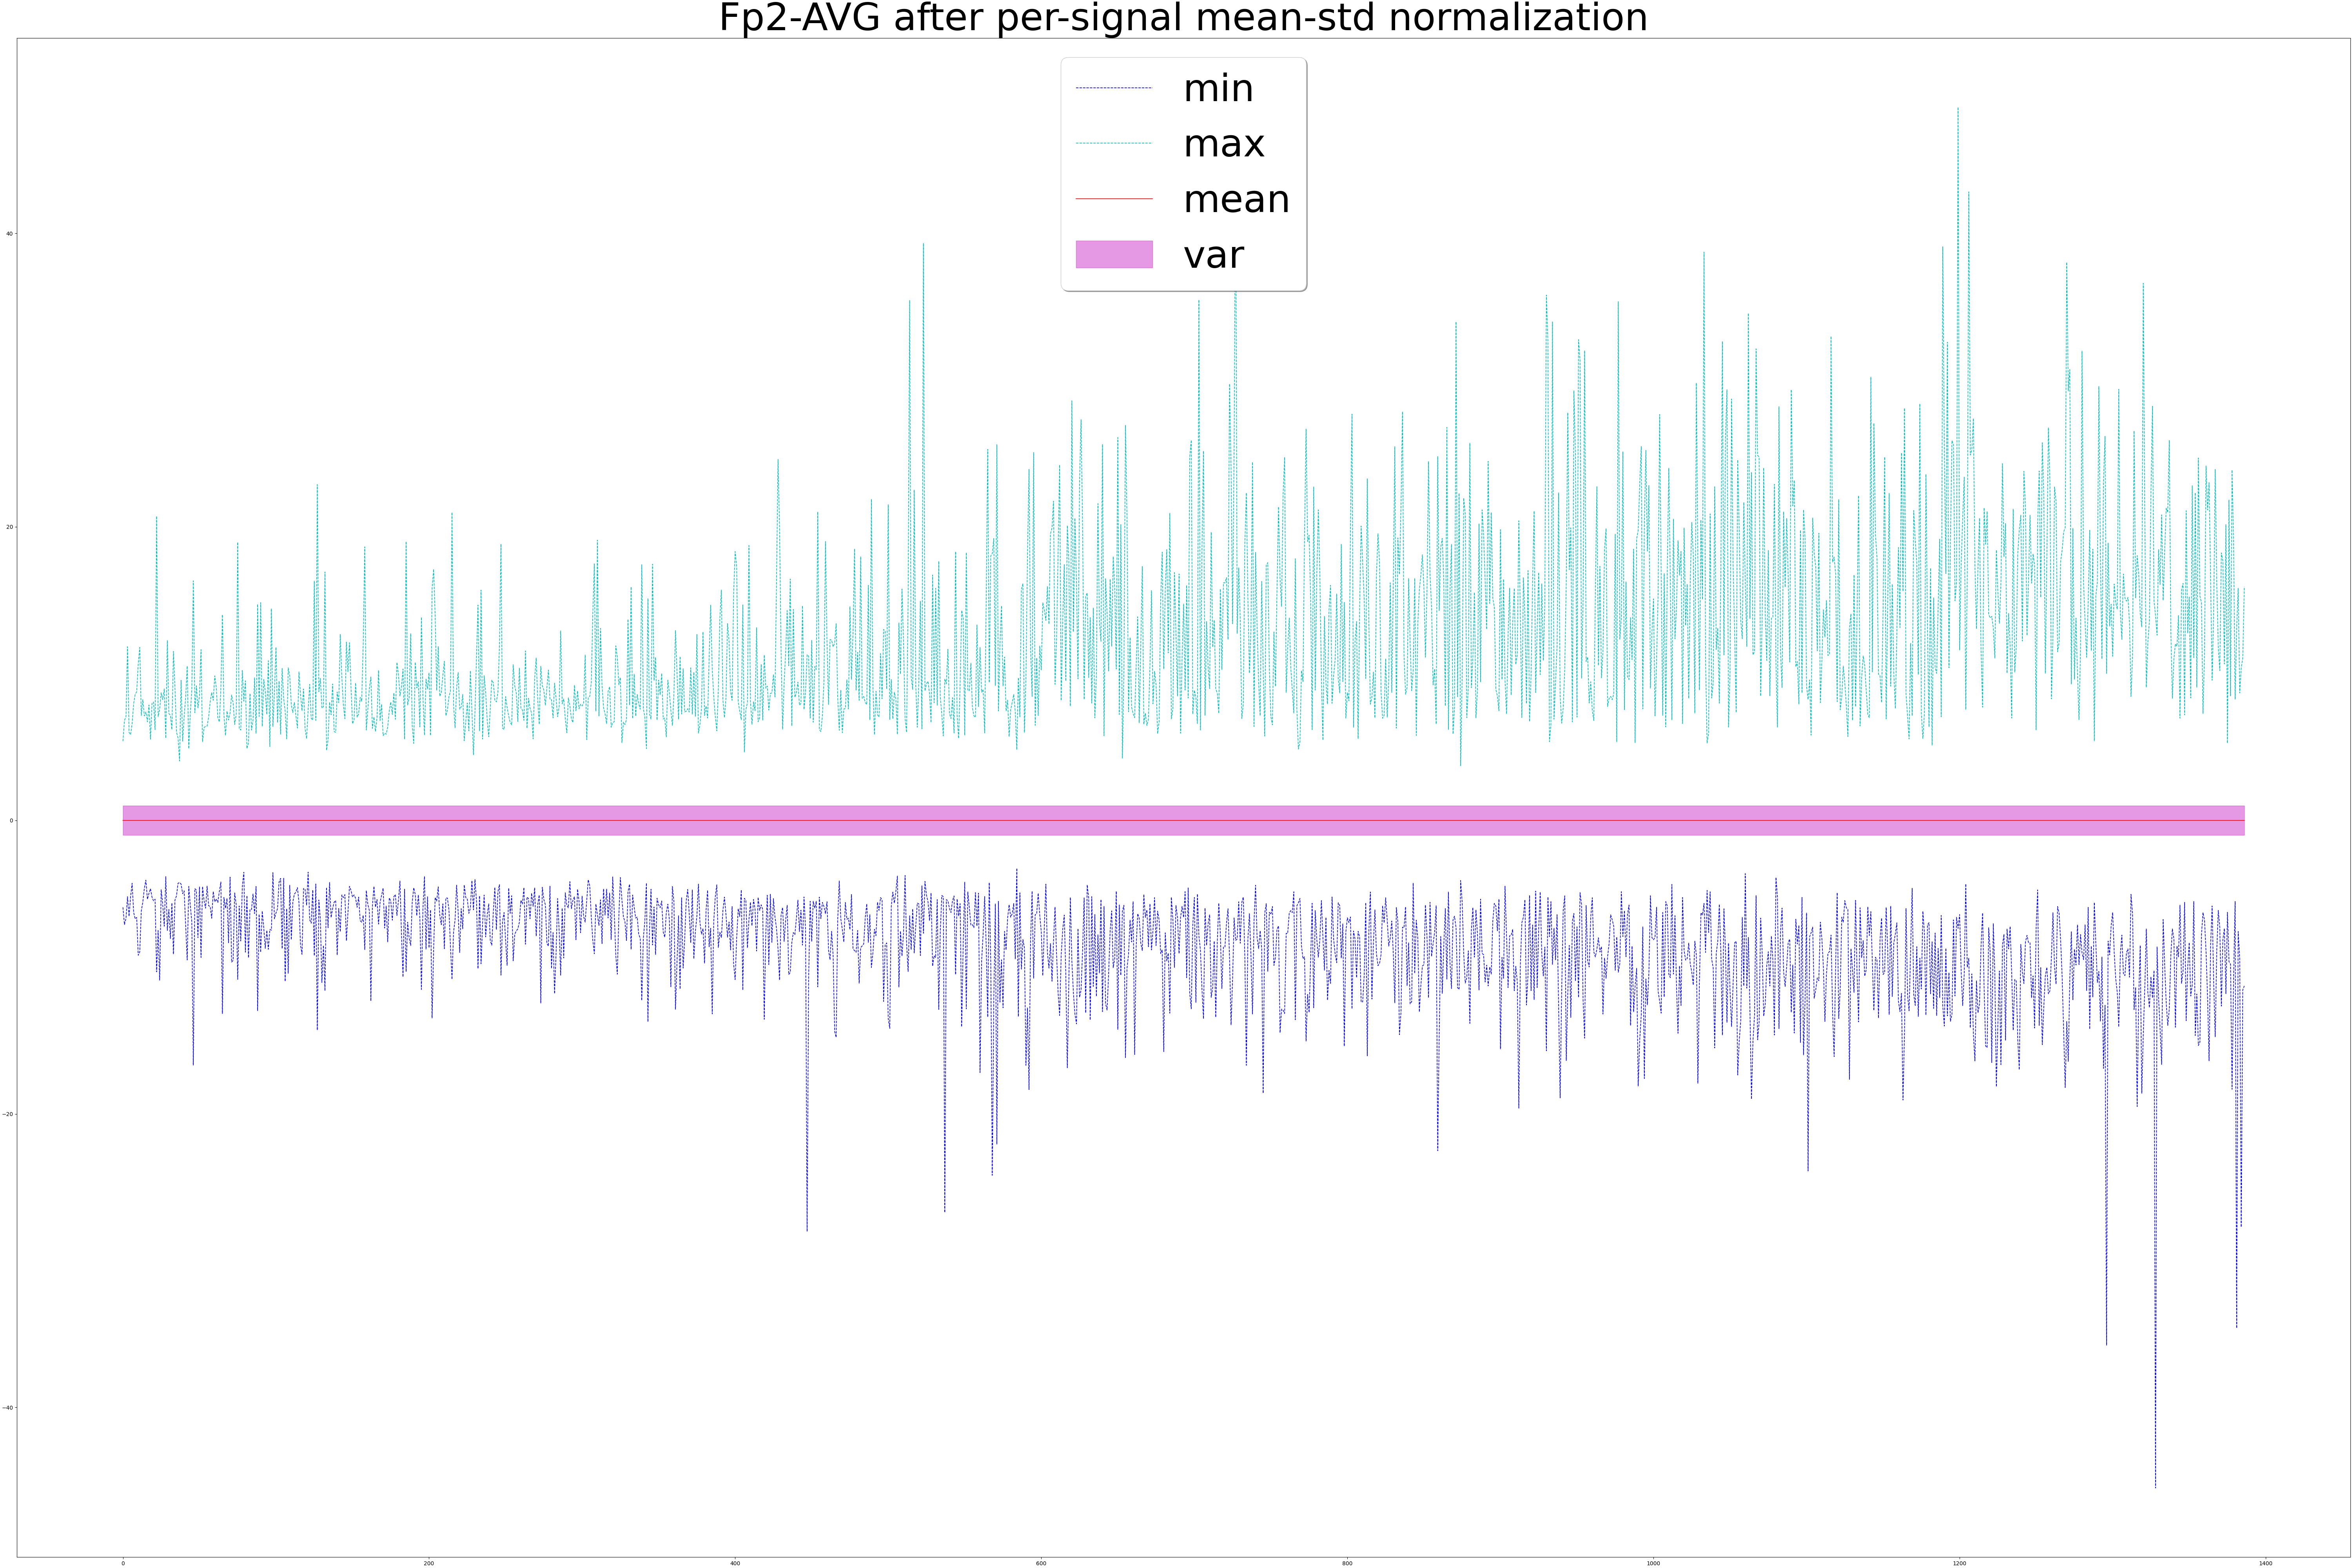 Fp2-AVG after per-signal mean-std normalization
min
max
mean
var
40
20
0
−20
−40
0 200 400 600 800 1000 1200 1400